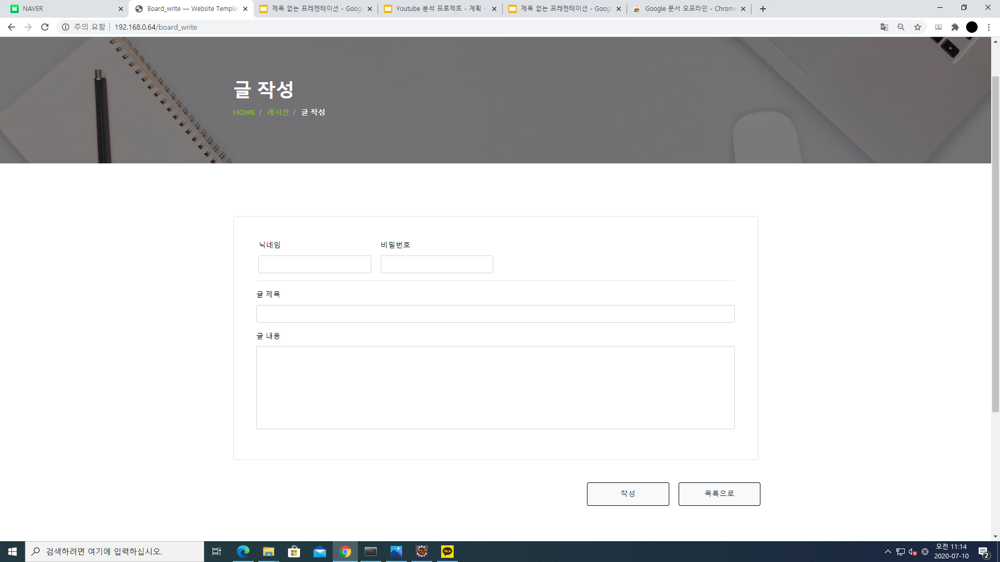 NAVER
Board_write — Website Templa
제목 없는 프레젠테이션 - Goog
Youtube 분석 프로젝트 - 계획 -
제목 없는 프레젠테이션 - Goog
Google 문서 오프라인 - Chrome
주의 요함
192.168.0.64/board_write
글 작성
HOME / 게시판 / 글 작성
닉네임
비밀번호
글 제목
글 내용
작성
목록으로
검색하려면 여기에 입력하십시오.
TALK
오전 11:14
2020-07-10
2